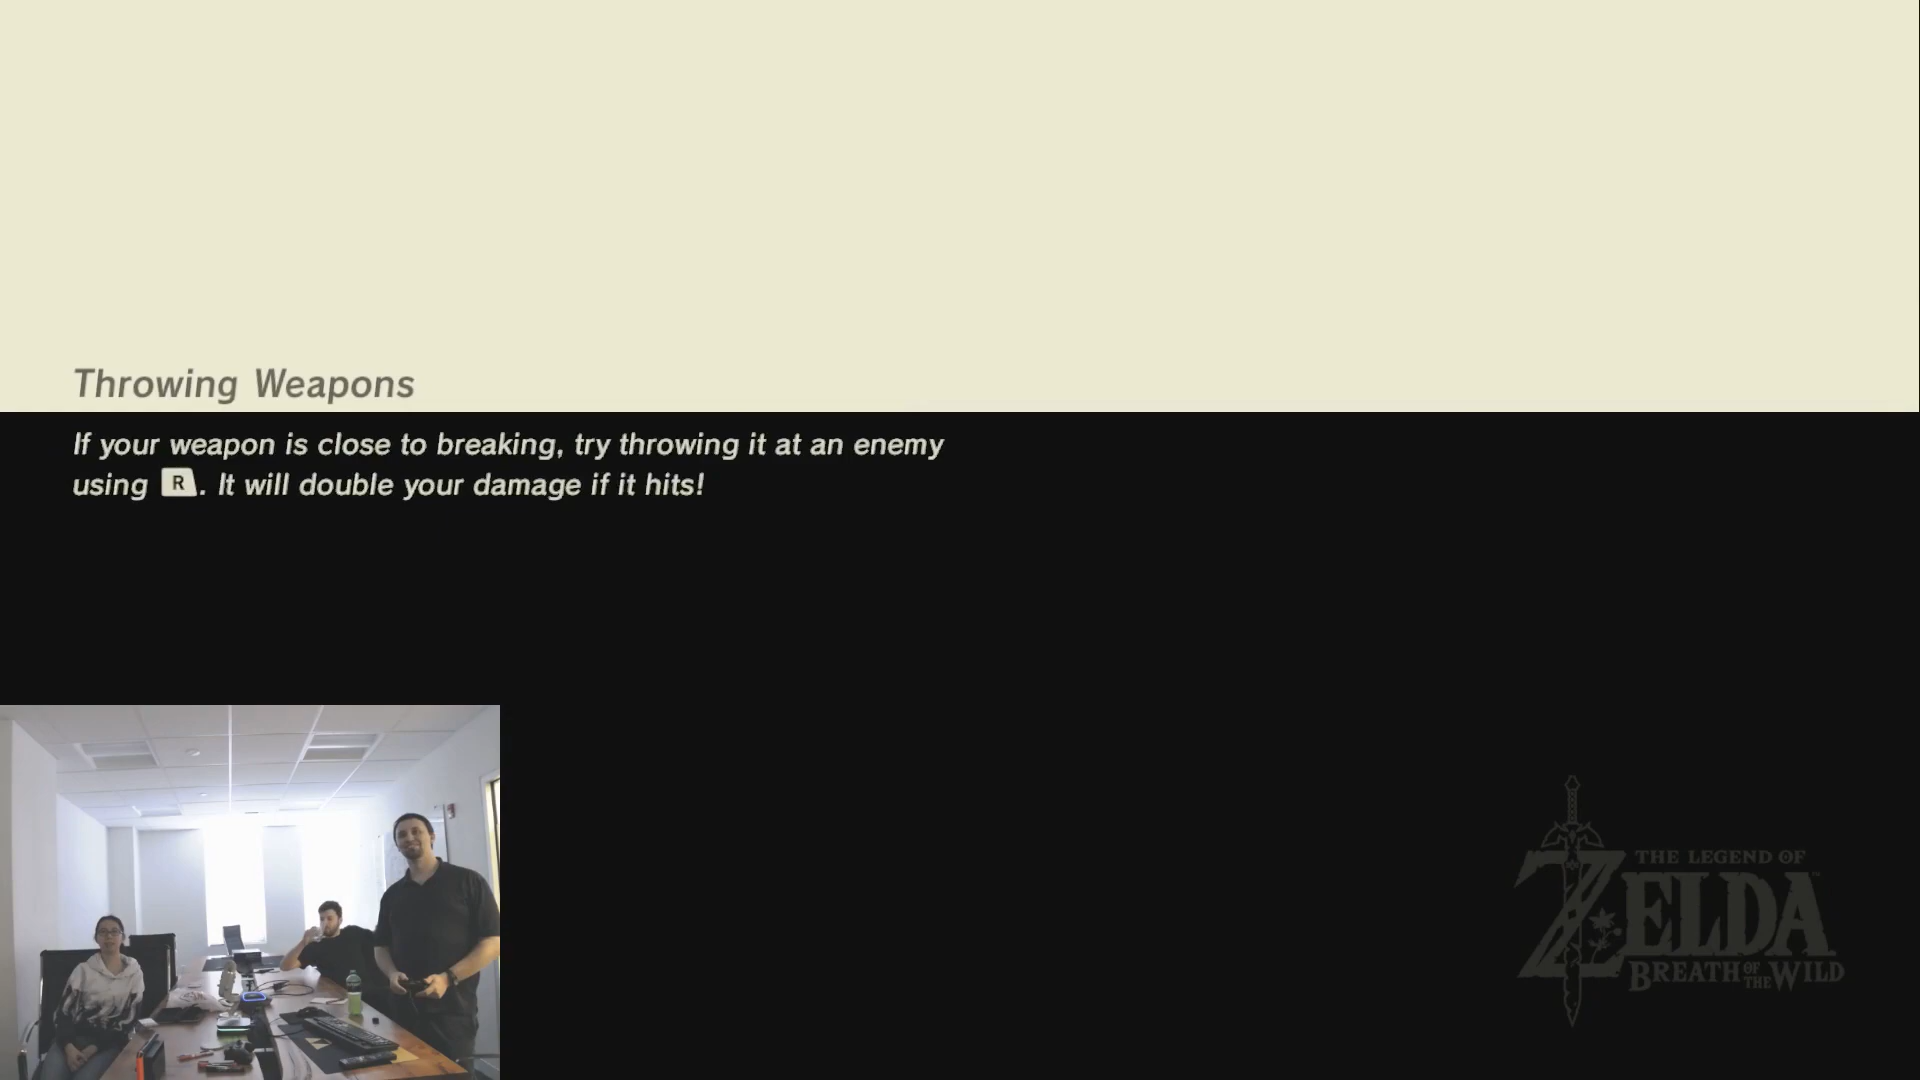 Throwing Weapons
If your weapon is close to breaking, try throwing it at an enemy
using R. It will double your damage if it hits!
THE LEGEND OF
ZELDA
BREATH OF THE WILD